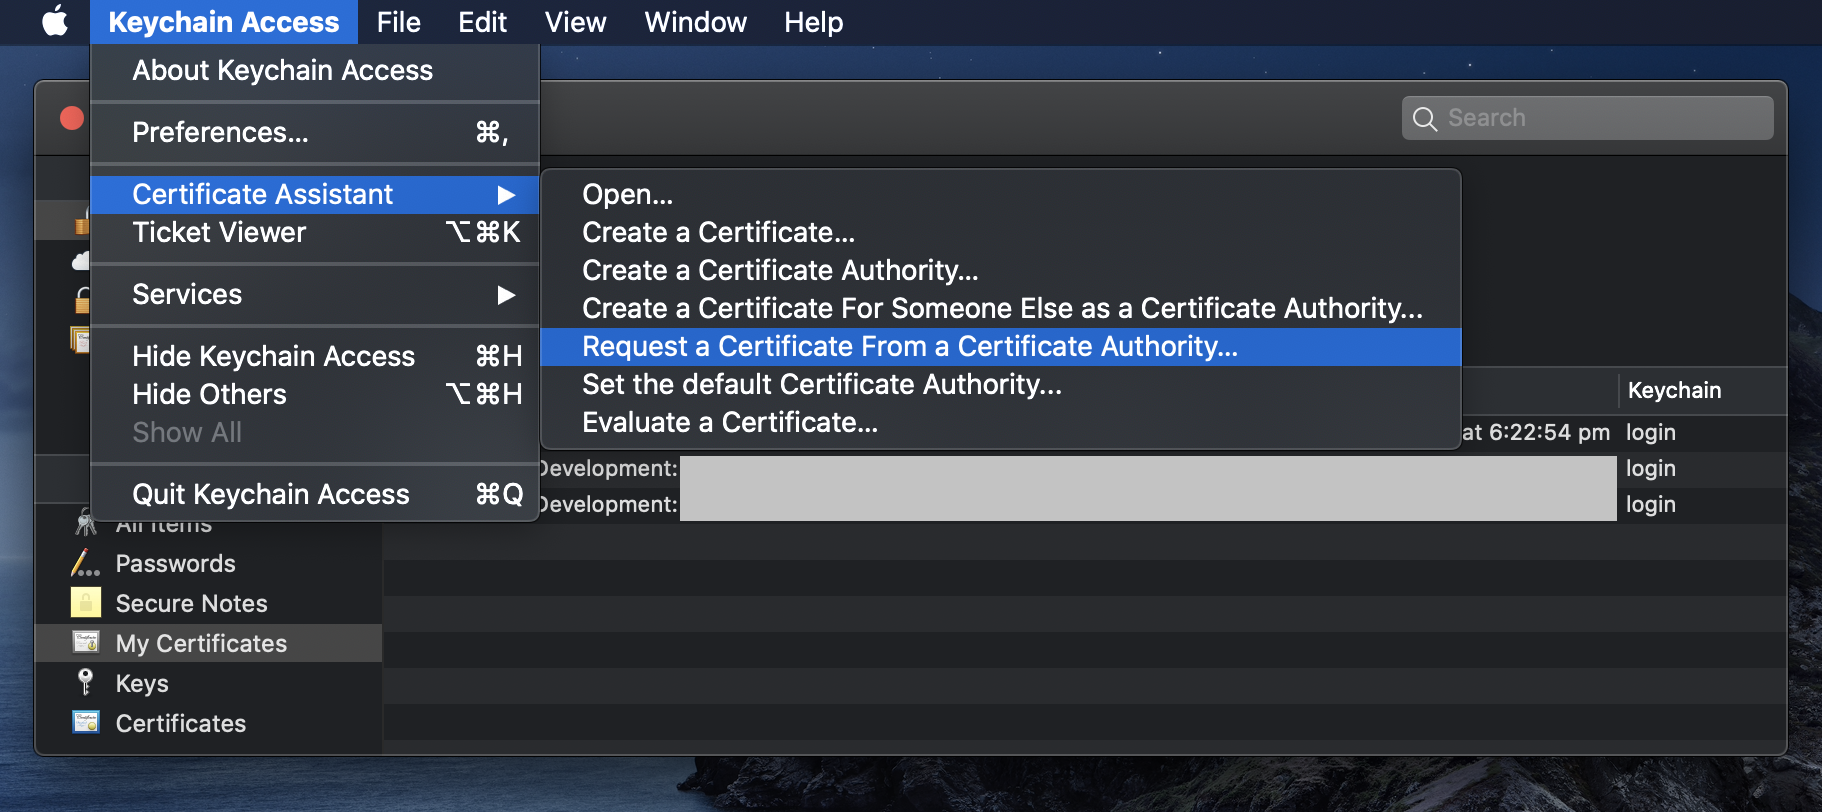 Keychain Access File Edit View Window Help
About Keychain Access
Preferences... ⌘,
Certificate Assistant ▶
Ticket Viewer ⌥⌘K
Services ▶
Hide Keychain Access ⌘H
Hide Others ⌥⌘H
Show All
Quit Keychain Access ⌘Q
Search
Open...
Create a Certificate...
Create a Certificate Authority...
Create a Certificate For Someone Else as a Certificate Authority...
Request a Certificate From a Certificate Authority...
Set the default Certificate Authority...
Evaluate a Certificate...
Keychain
at 6:22:54 pm login
Development: login
Development: login
All Items
Passwords
Secure Notes
My Certificates
Keys
Certificates